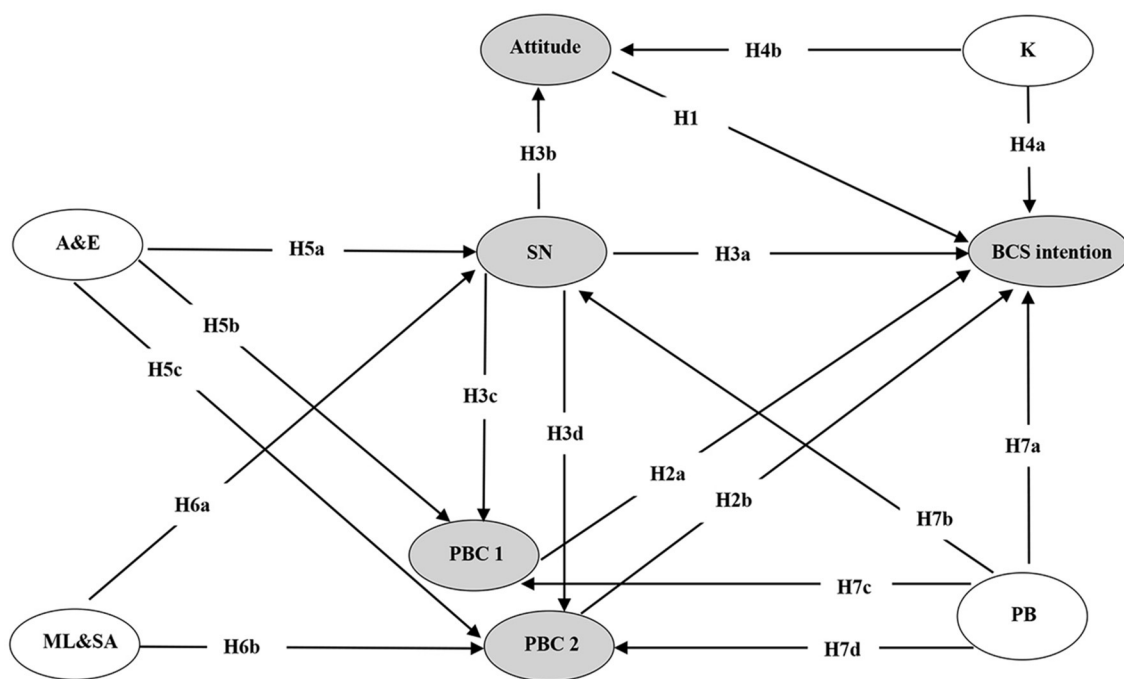 Attitude
H4b
K
H1
H3b
H4a
A&E
H5a
SN
H3a
BCS intention
H5b
H5c
H3c
H3d
H7a
H6a
H2a
H2b
H7b
PBC 1
H7c
PB
ML&SA
H6b
PBC 2
H7d